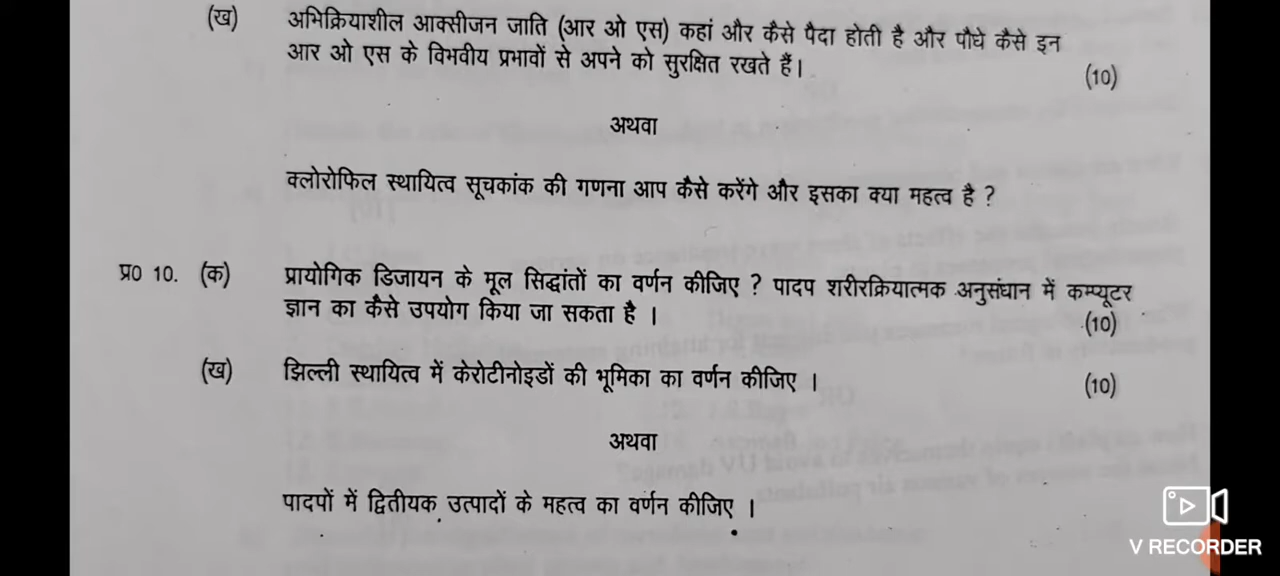 (ख) अभिक्रियाशील आक्सीजन जाति (आर ओ एस) कहां और कैसे पैदा होती है और पौधे कैसे इन
आर ओ एस के विभवीय प्रभावों से अपने को सुरक्षित रखते हैं। (10)
अथवा
क्लोरोफिल स्थायित्व सूचकांक की गणना आप कैसे करेंगे और इसका क्या महत्व है ?
प्र0 10. (क) प्रायोगिक डिजायन के मूल सिद्धांतों का वर्णन कीजिए ? पादप शरीरक्रियात्मक अनुसंधान में कम्प्यूटर
ज्ञान का कैसे उपयोग किया जा सकता है । (10)
(ख) झिल्ली स्थायित्व में केरोटीनोइडों की भूमिका का वर्णन कीजिए । (10)
अथवा
पादपों में द्वितीयक उत्पादों के महत्व का वर्णन कीजिए ।
V RECORDER